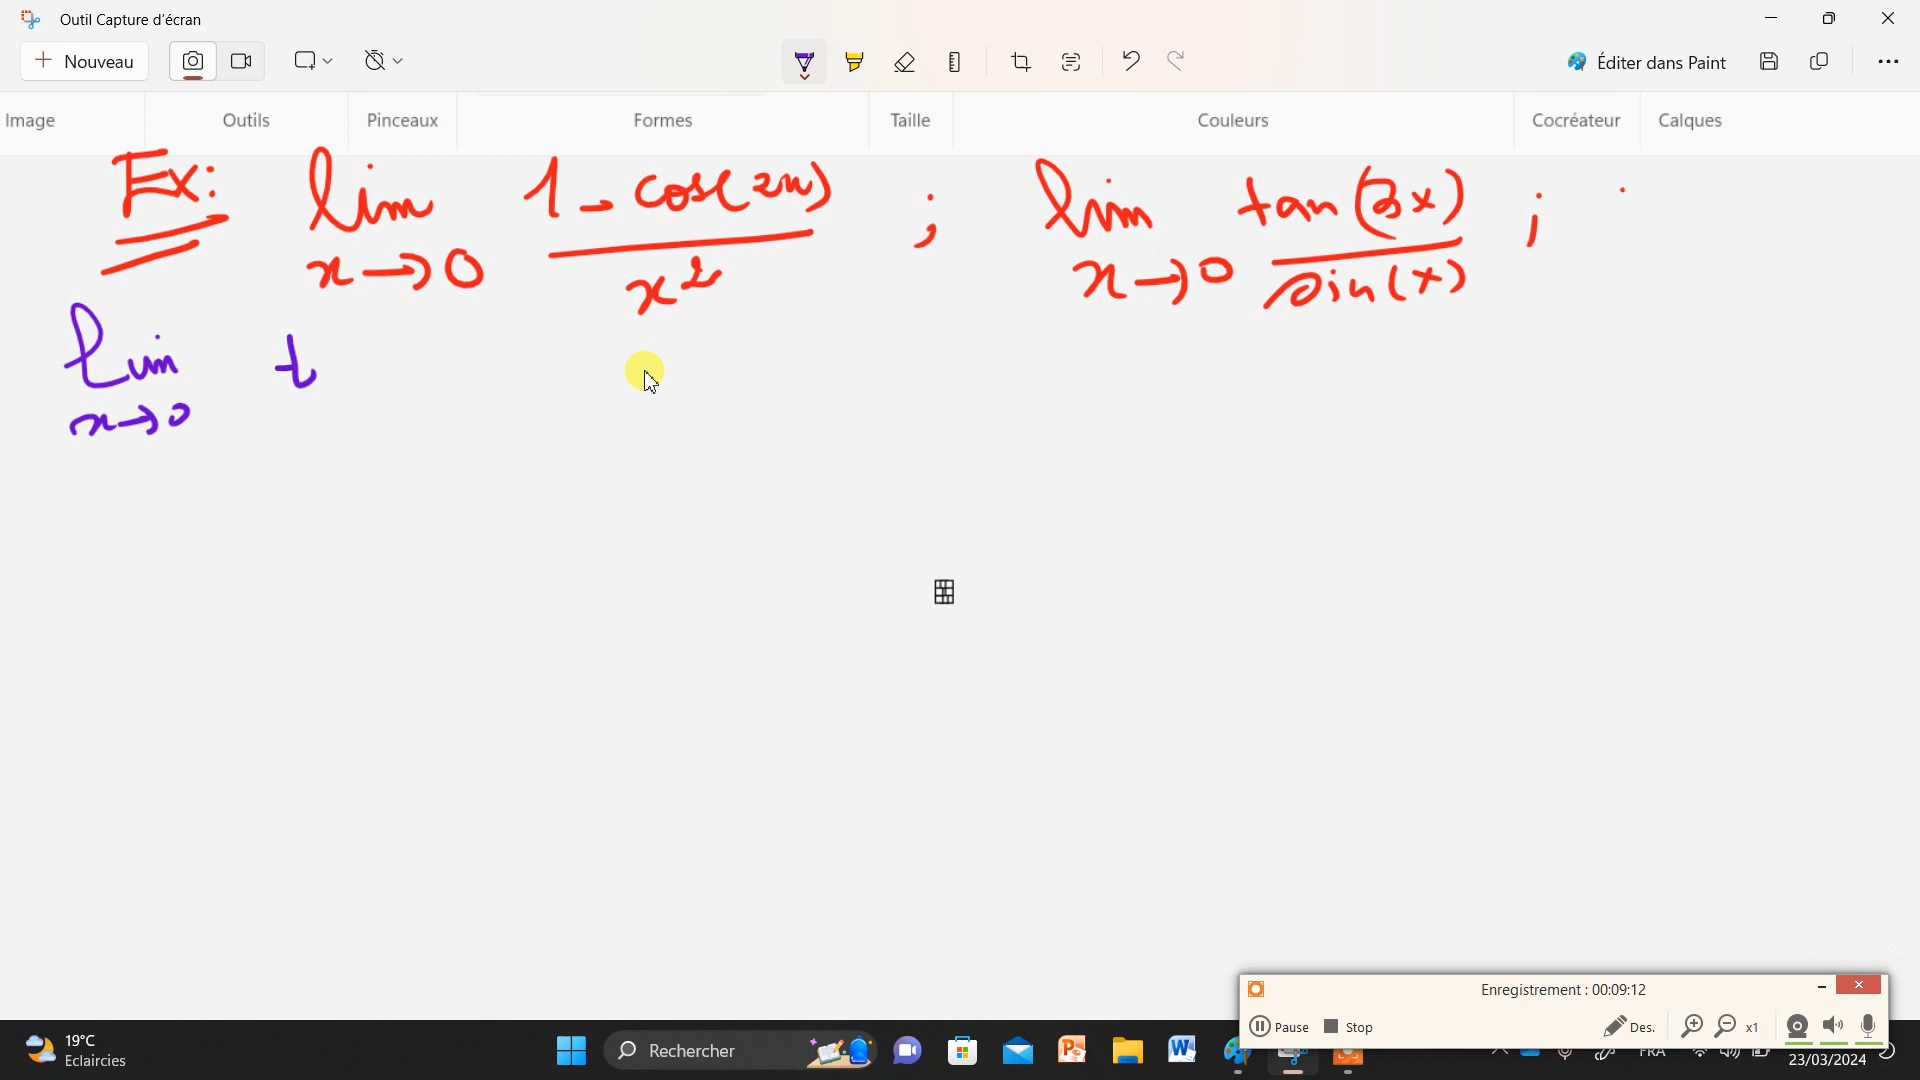 Outil Capture d'écran
Nouveau
Éditer dans Paint
Image Outils Pinceaux Formes Taille Couleurs Cocréateur Calques
Ex: lim 1 - cos(2x) ; lim tan(3x) ;
x→0 x² x→0 sin(x)
lim t
x→0
Enregistrement : 00:09:12
Pause Stop Des. x1
19°C
Eclaircies
Rechercher
FRA
23/03/2024